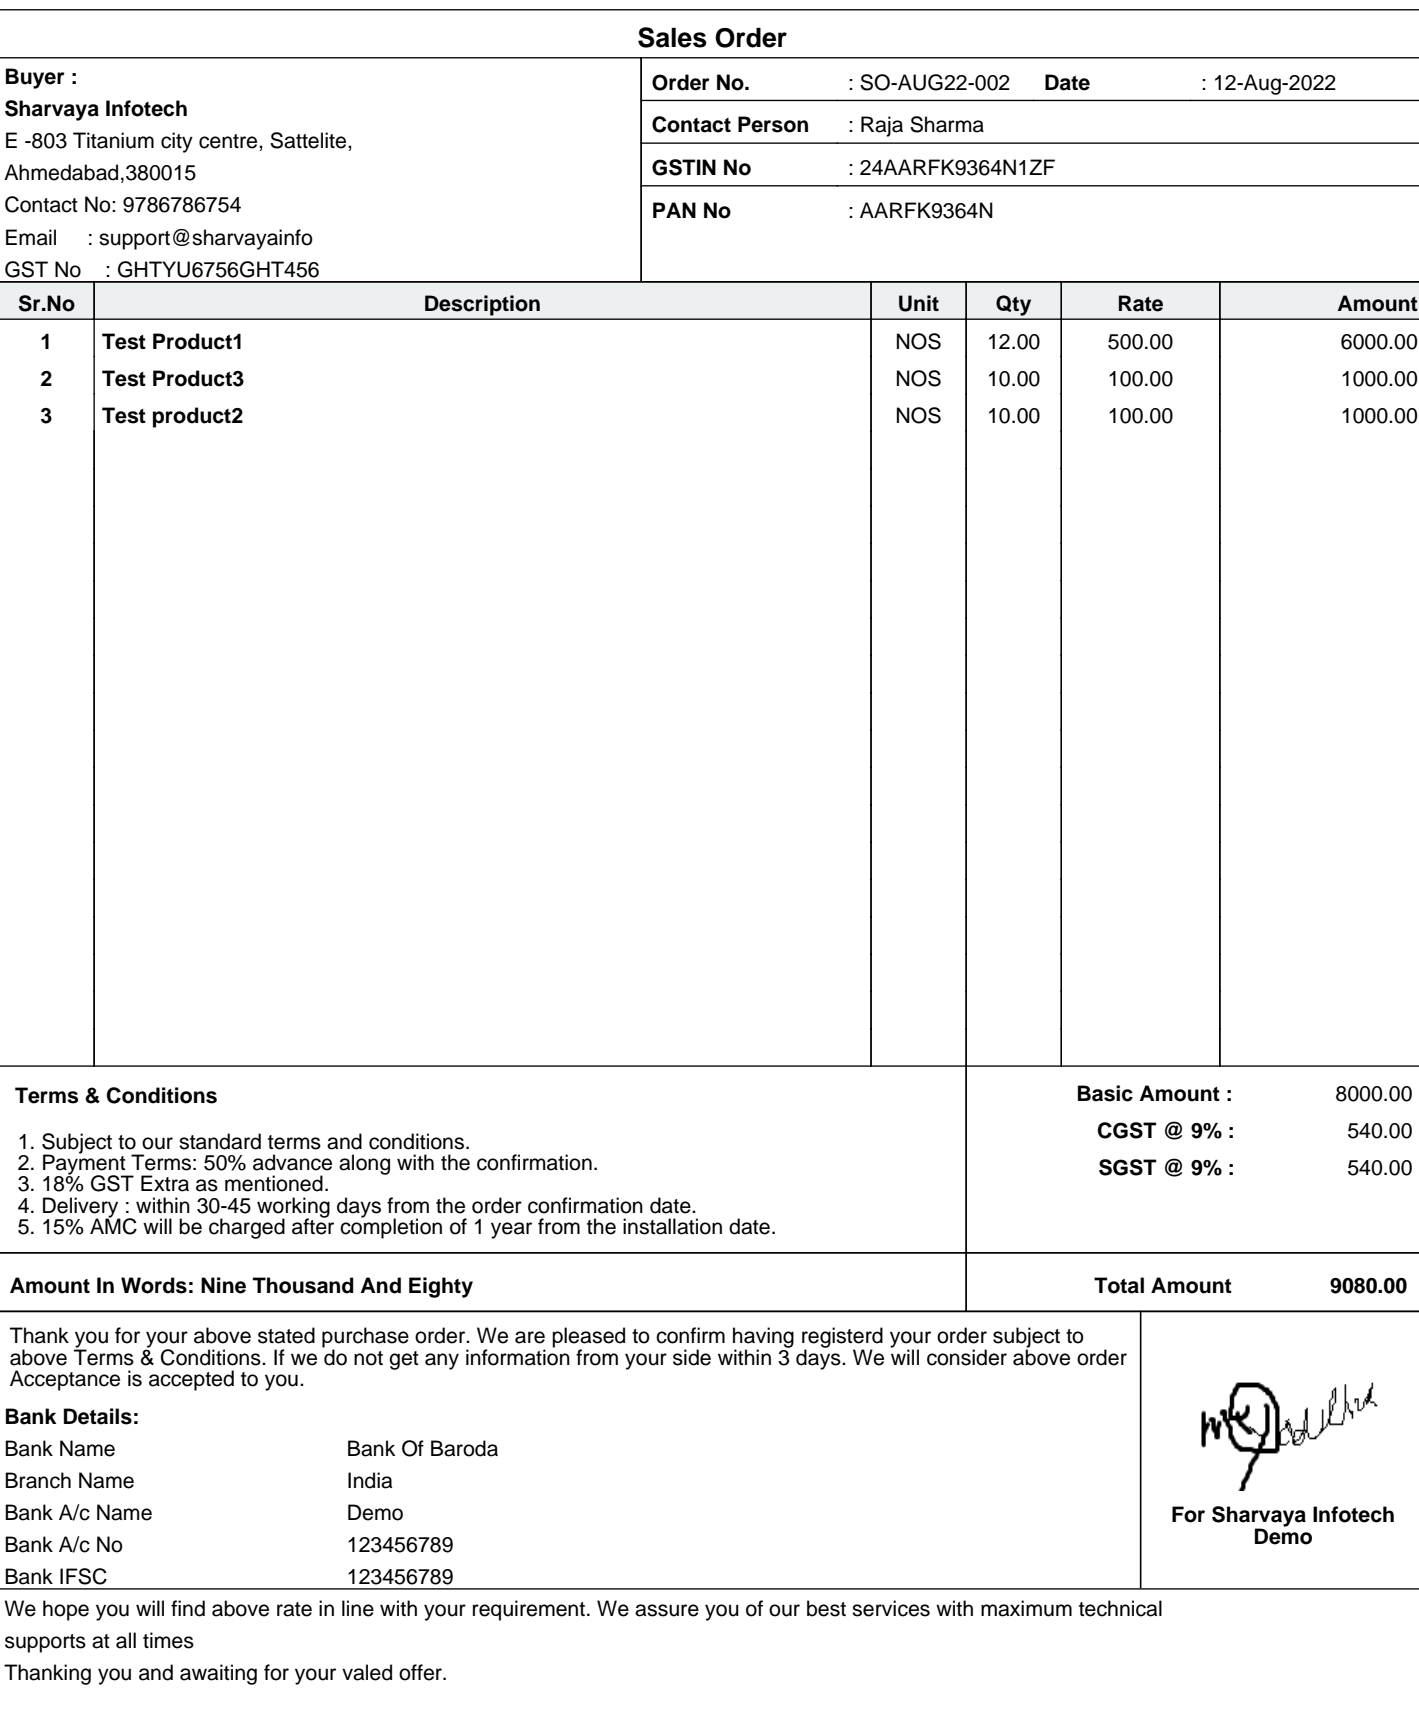 Sales Order
Buyer :
Sharvaya Infotech
E -803 Titanium city centre, Sattelite,
Ahmedabad,380015
Contact No: 9786786754
Email : support@sharvayainfo
GST No : GHTYU6756GHT456
Order No. : SO-AUG22-002 Date : 12-Aug-2022
Contact Person : Raja Sharma
GSTIN No : 24AARFK9364N1ZF
PAN No : AARFK9364N
Sr.No Description Unit Qty Rate Amount
1 Test Product1 NOS 12.00 500.00 6000.00
2 Test Product3 NOS 10.00 100.00 1000.00
3 Test product2 NOS 10.00 100.00 1000.00
Terms & Conditions
1. Subject to our standard terms and conditions.
2. Payment Terms: 50% advance along with the confirmation.
3. 18% GST Extra as mentioned.
4. Delivery : within 30-45 working days from the order confirmation date.
5. 15% AMC will be charged after completion of 1 year from the installation date.
Basic Amount : 8000.00
CGST @ 9% : 540.00
SGST @ 9% : 540.00
Amount In Words: Nine Thousand And Eighty
Total Amount 9080.00
Thank you for your above stated purchase order. We are pleased to confirm having registerd your order subject to
above Terms & Conditions. If we do not get any information from your side within 3 days. We will consider above order
Acceptance is accepted to you.
Bank Details:
Bank Name Bank Of Baroda
Branch Name India
Bank A/c Name Demo
Bank A/c No 123456789
Bank IFSC 123456789
For Sharvaya Infotech
Demo
We hope you will find above rate in line with your requirement. We assure you of our best services with maximum technical
supports at all times
Thanking you and awaiting for your valed offer.